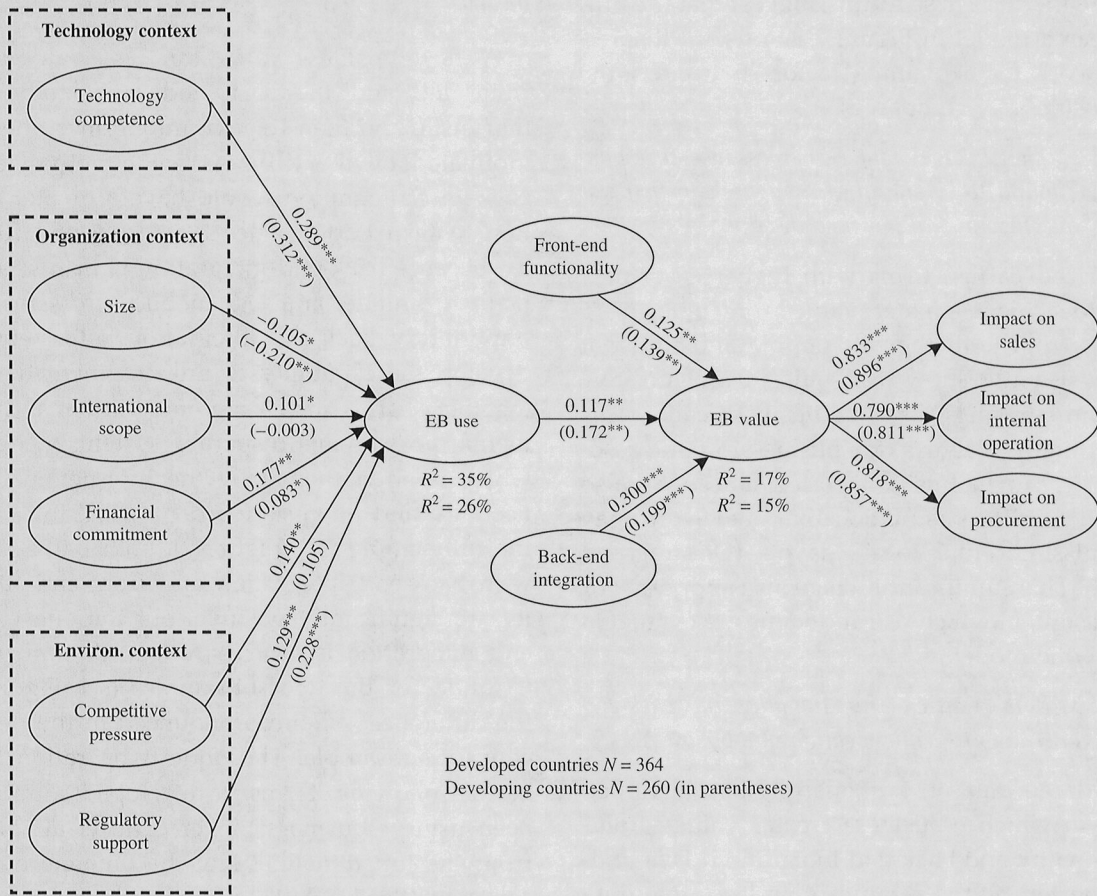 Technology context
Technology
competence
0.289***
(0.312***)
Organization context
Size
−0.105*
(−0.210**)
International
scope
0.101*
(−0.003)
Financial
commitment
0.177**
(0.083*)
Environ. context
Competitive
pressure
0.140**
(0.105)
Regulatory
support
0.129***
(0.228***)
EB use
R² = 35%
R² = 26%
0.117**
(0.172**)
Front-end
functionality
0.125**
(0.139**)
Back-end
integration
0.300***
(0.199***)
EB value
R² = 17%
R² = 15%
0.833***
(0.896***)
Impact on
sales
0.790***
(0.811***)
Impact on
internal
operation
0.818***
(0.857***)
Impact on
procurement
Developed countries N = 364
Developing countries N = 260 (in parentheses)